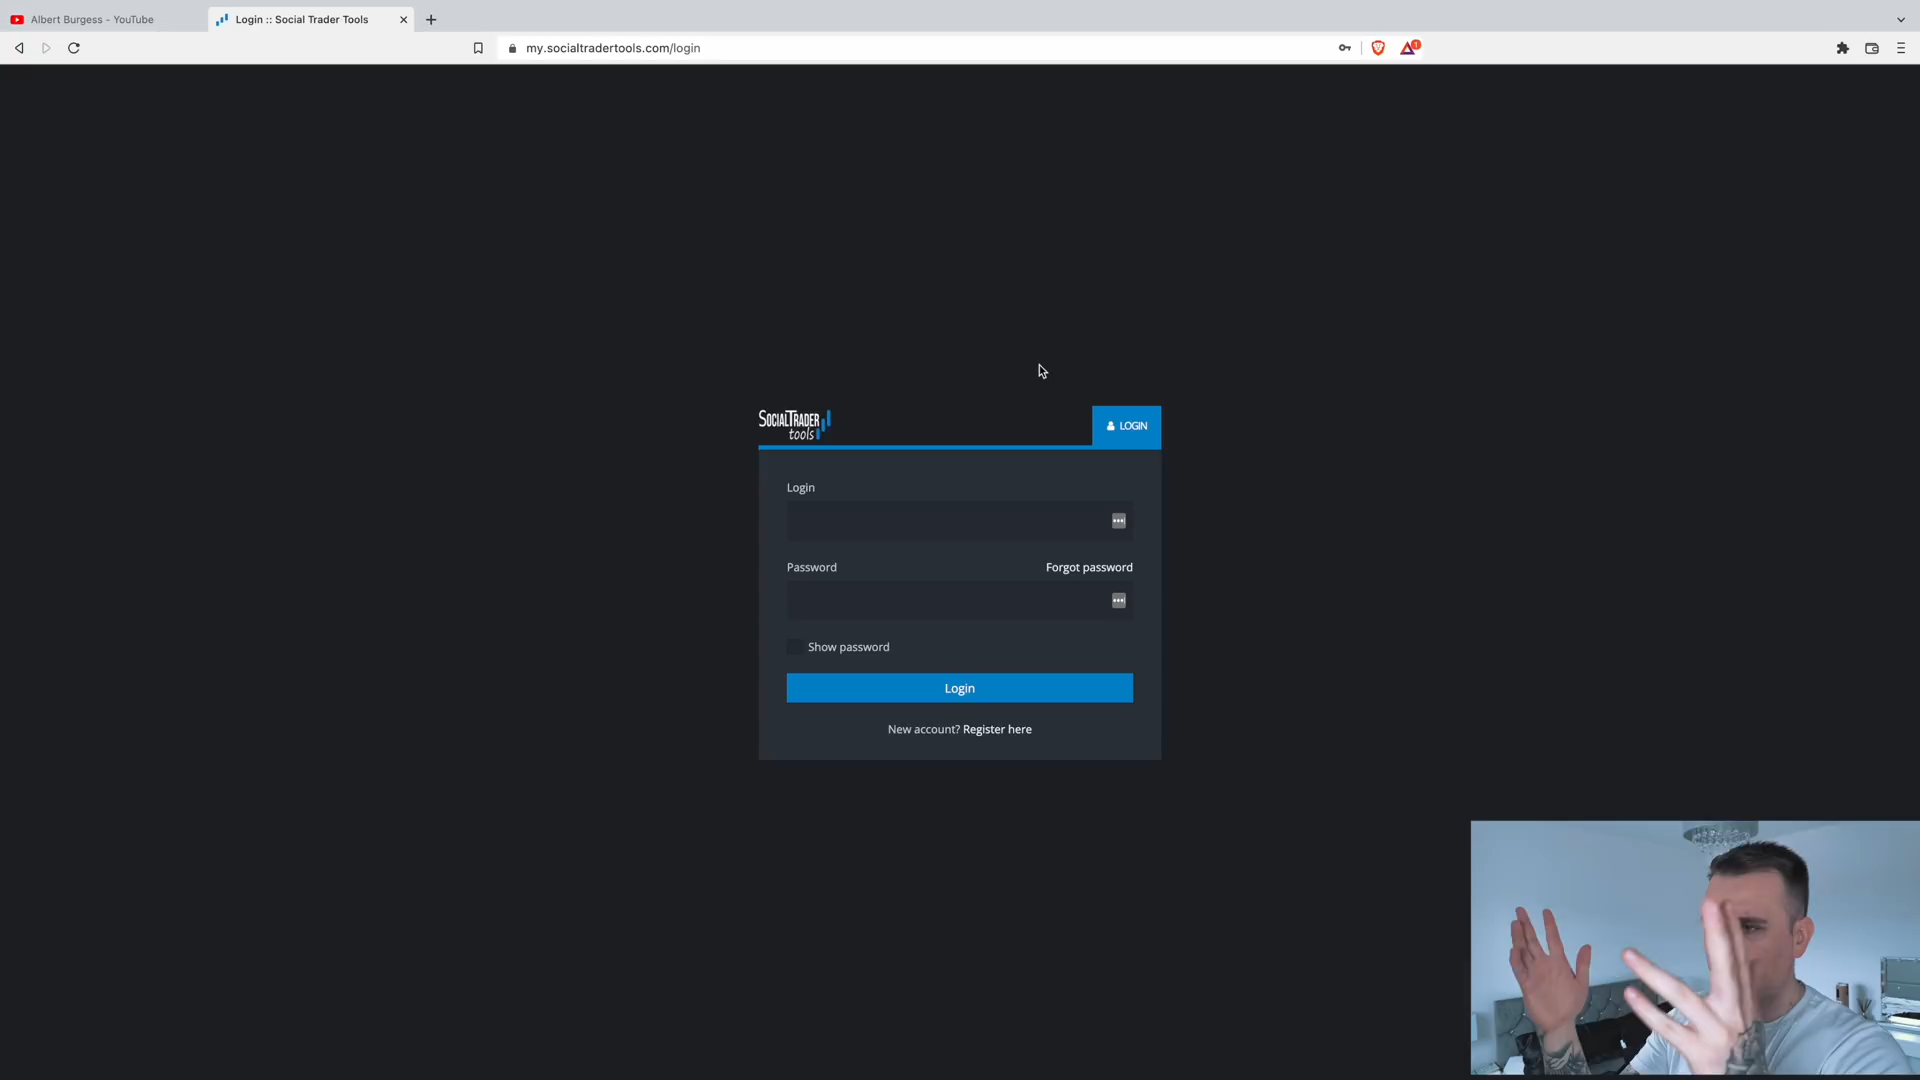 Albert Burgess - YouTube
Login :: Social Trader Tools
my.socialtradertools.com/login
1
SOCIALTRADER
tools
LOGIN
Login
Password
Forgot password
Show password
Login
New account? Register here